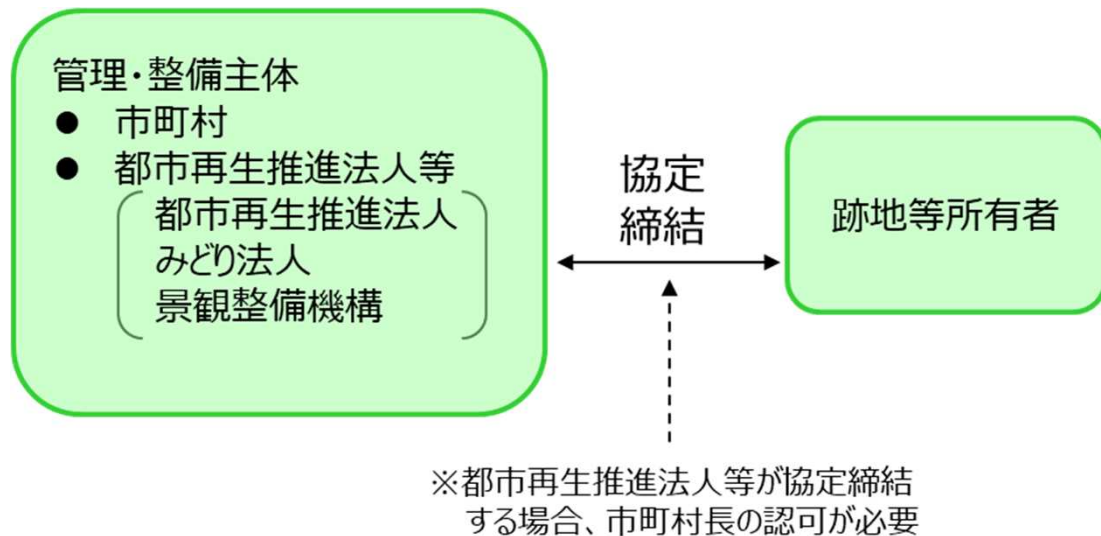 管理・整備主体
● 市町村
● 都市再生推進法人等
都市再生推進法人
みどり法人
景観整備機構
協定
締結
跡地等所有者
※都市再生推進法人等が協定締結
する場合、市町村長の認可が必要